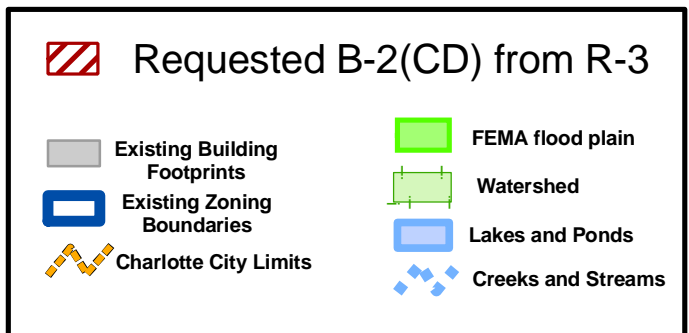 Requested B-2(CD) from R-3
Existing Building
Footprints
Existing Zoning
Boundaries
Charlotte City Limits
FEMA flood plain
Watershed
Lakes and Ponds
Creeks and Streams